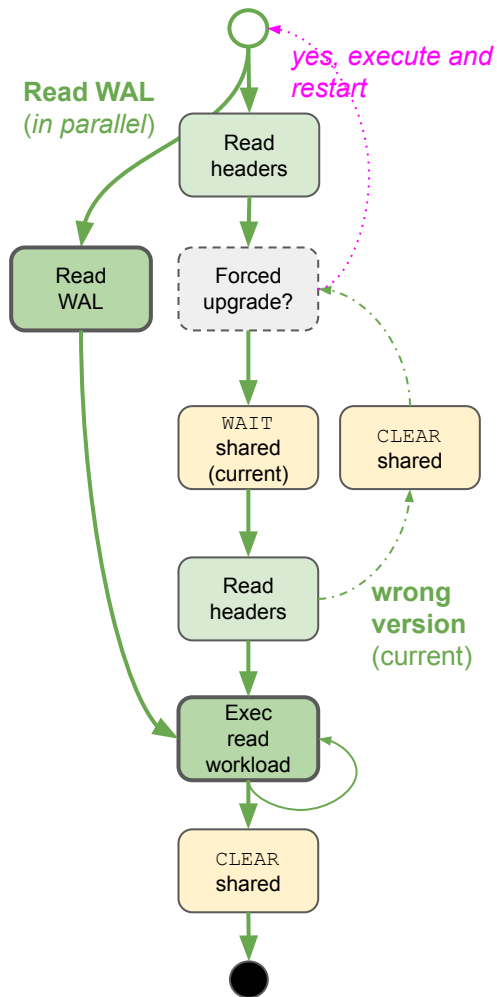 yes, execute and
restart
Read WAL
(in parallel)
Read
headers
Read
WAL
Forced
upgrade?
WAIT
shared
(current)
CLEAR
shared
Read
headers
wrong
version
(current)
Exec
read
workload
CLEAR
shared